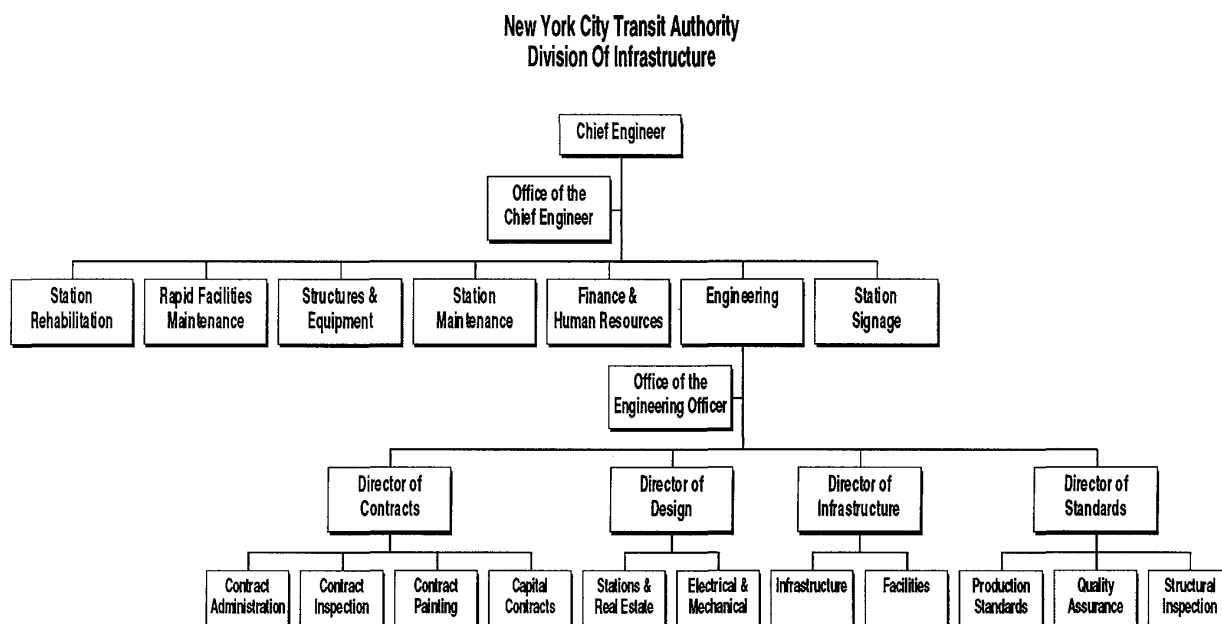 New York City Transit Authority
Division Of Infrastructure
Chief Engineer
Office of the
Chief Engineer
Station
Rehabilitation
Rapid Facilities
Maintenance
Structures &
Equipment
Station
Maintenance
Finance &
Human Resources
Engineering
Station
Signage
Office of the
Engineering Officer
Director of
Contracts
Director of
Design
Director of
Infrastructure
Director of
Standards
Contract
Administration
Contract
Inspection
Contract
Painting
Capital
Contracts
Stations &
Real Estate
Electrical &
Mechanical
Infrastructure
Facilities
Production
Standards
Quality
Assurance
Structural
Inspection